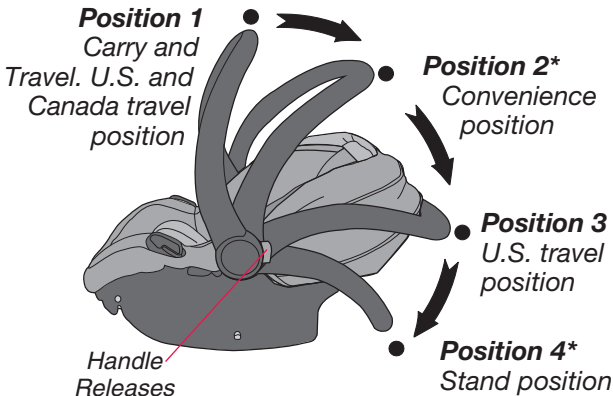 Position 1
Carry and
Travel. U.S. and
Canada travel
position
Position 2*
Convenience
position
Position 3
U.S. travel
position
Position 4*
Stand position
Handle
Releases